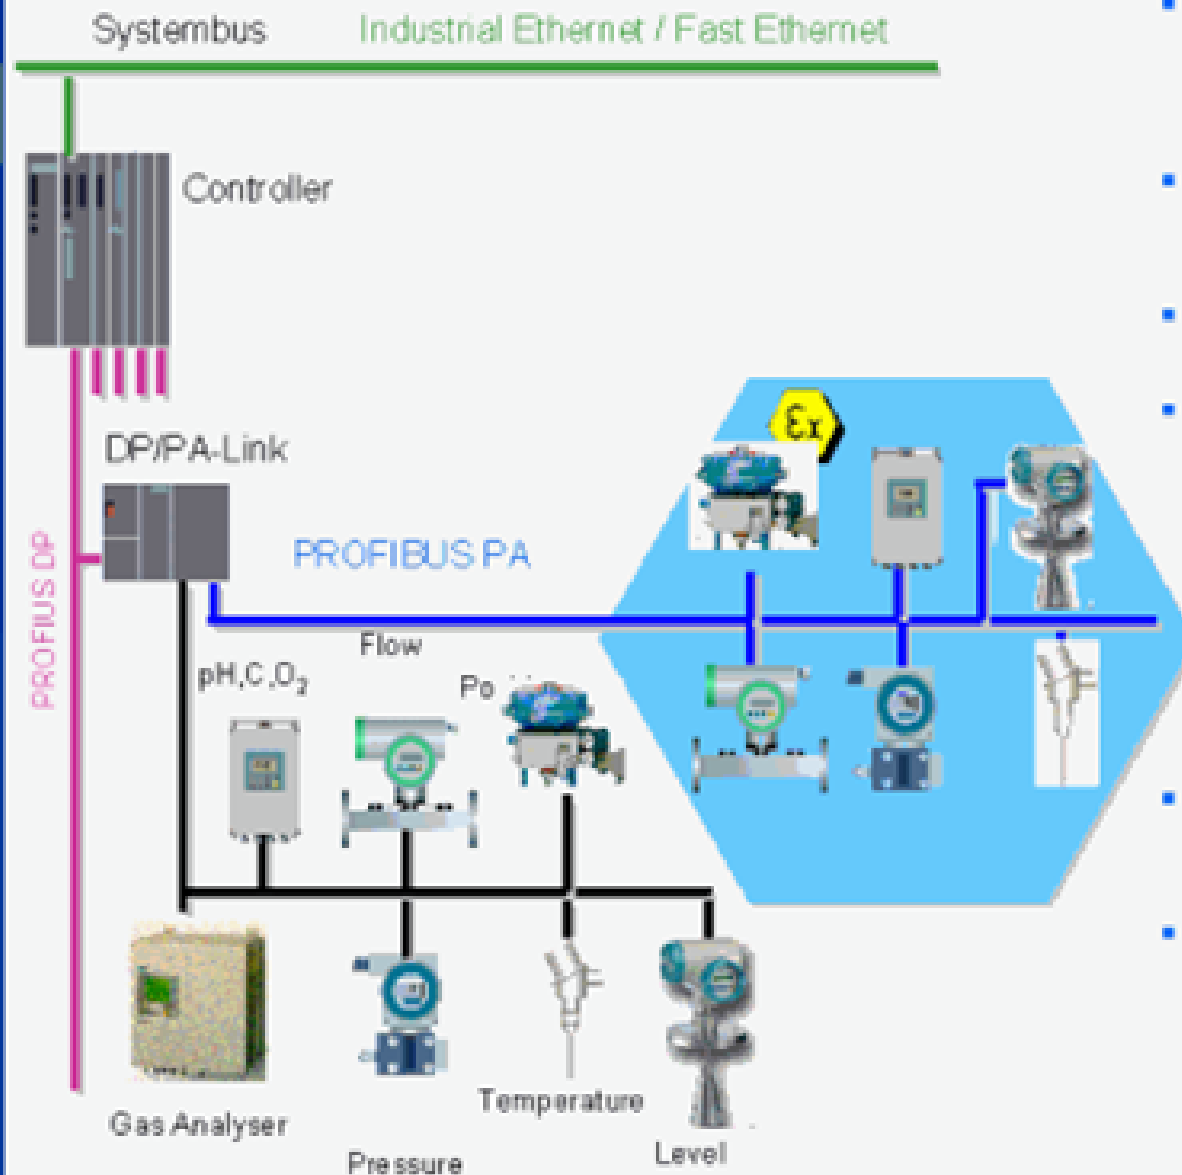 Systembus Industrial Ethernet / Fast Ethernet
Controller
DP/PA-Link
Ex
PROFIUS DP
PROFIBUS PA
Flow
pH,C,O₂
Po
Gas Analyser
Pressure
Temperature
Level